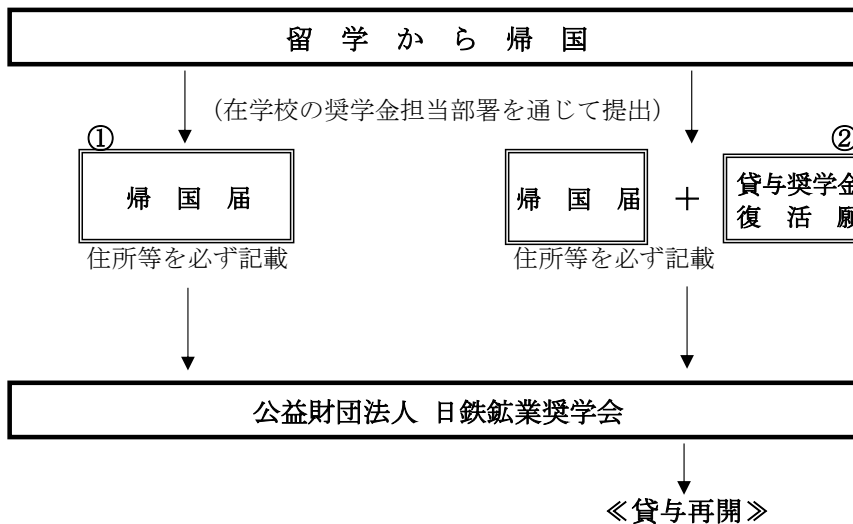 留 学 か ら 帰 国
（在学校の奨学金担当部署を通じて提出）
①
②
帰 国 届
帰 国 届 ＋ 貸与奨学金
復 活 願
住所等を必ず記載
住所等を必ず記載
公益財団法人 日鉄鉱業奨学会
≪貸与再開≫